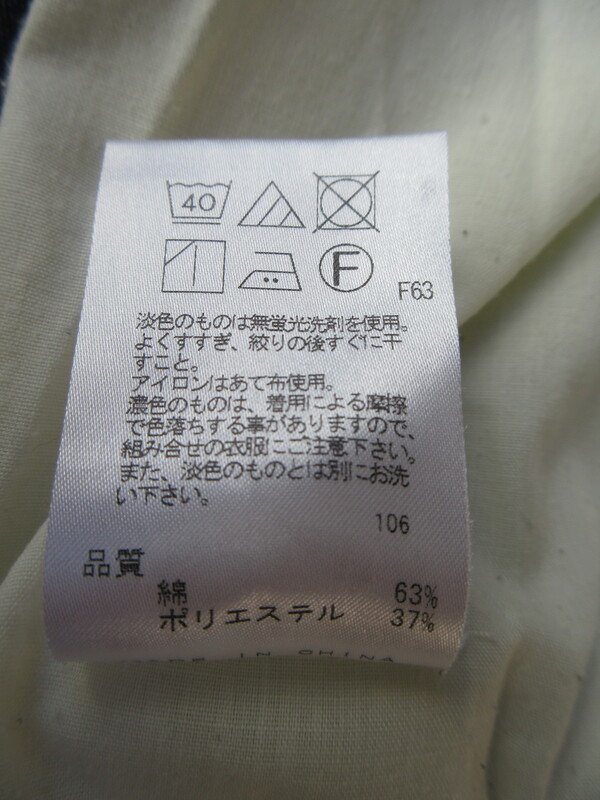 40
F
F63
淡色のものは無蛍光洗剤を使用。
よくすすぎ、絞りの後すぐに干
すこと。
アイロンはあて布使用。
濃色のものは、着用による摩擦
で色落ちする事がありますので、
組み合せの衣服にご注意下さい。
また、淡色のものとは別にお洗
い下さい。
106
品質
綿 63%
ポリエステル 37%
MADE IN CHINA